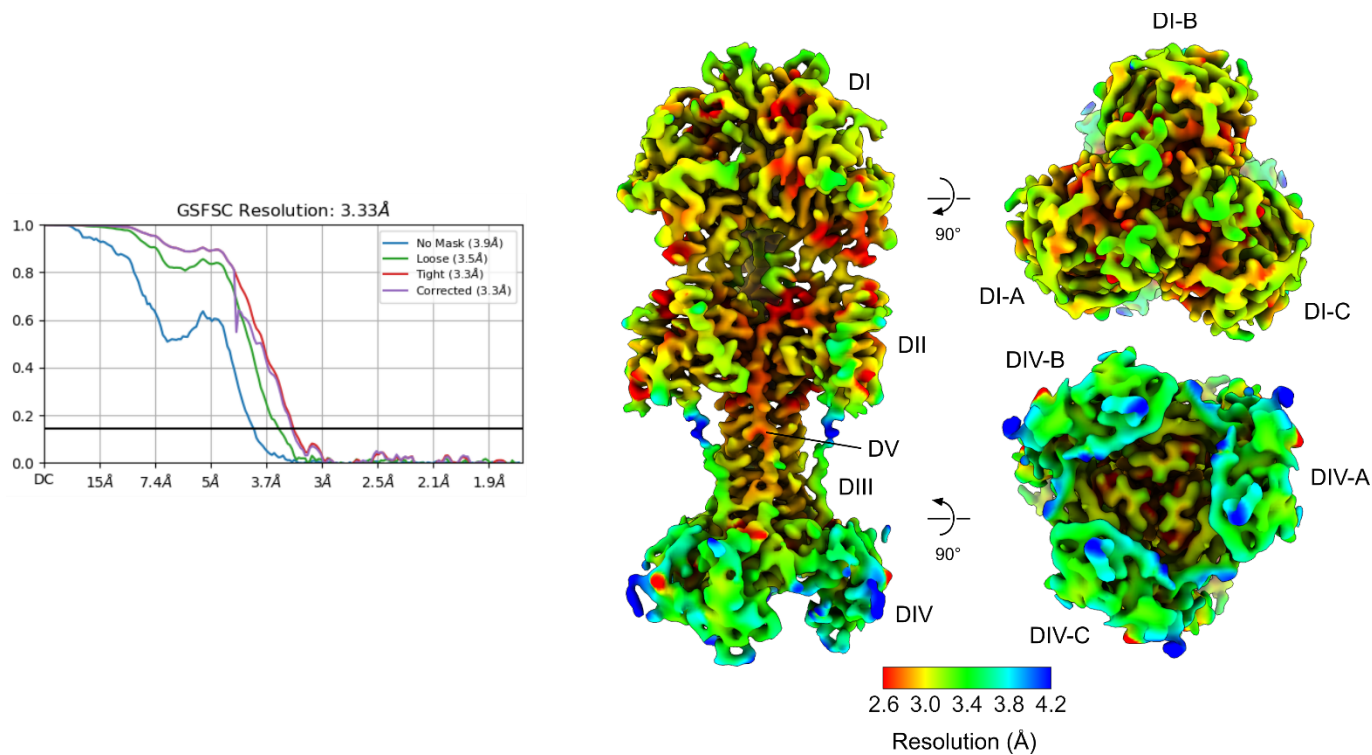 GSFSC Resolution: 3.33Å
1.0
0.8
0.6
0.4
0.2
0.0
No Mask (3.9Å)
Loose (3.5Å)
Tight (3.3Å)
Corrected (3.3Å)
DC 15Å 7.4Å 5Å 3.7Å 3Å 2.5Å 2.1Å 1.9Å
DI
DII
DV
DIII
DIV
90°
90°
DI-B
DI-A
DI-C
DIV-B
DIV-A
DIV-C
2.6 3.0 3.4 3.8 4.2
Resolution (Å)